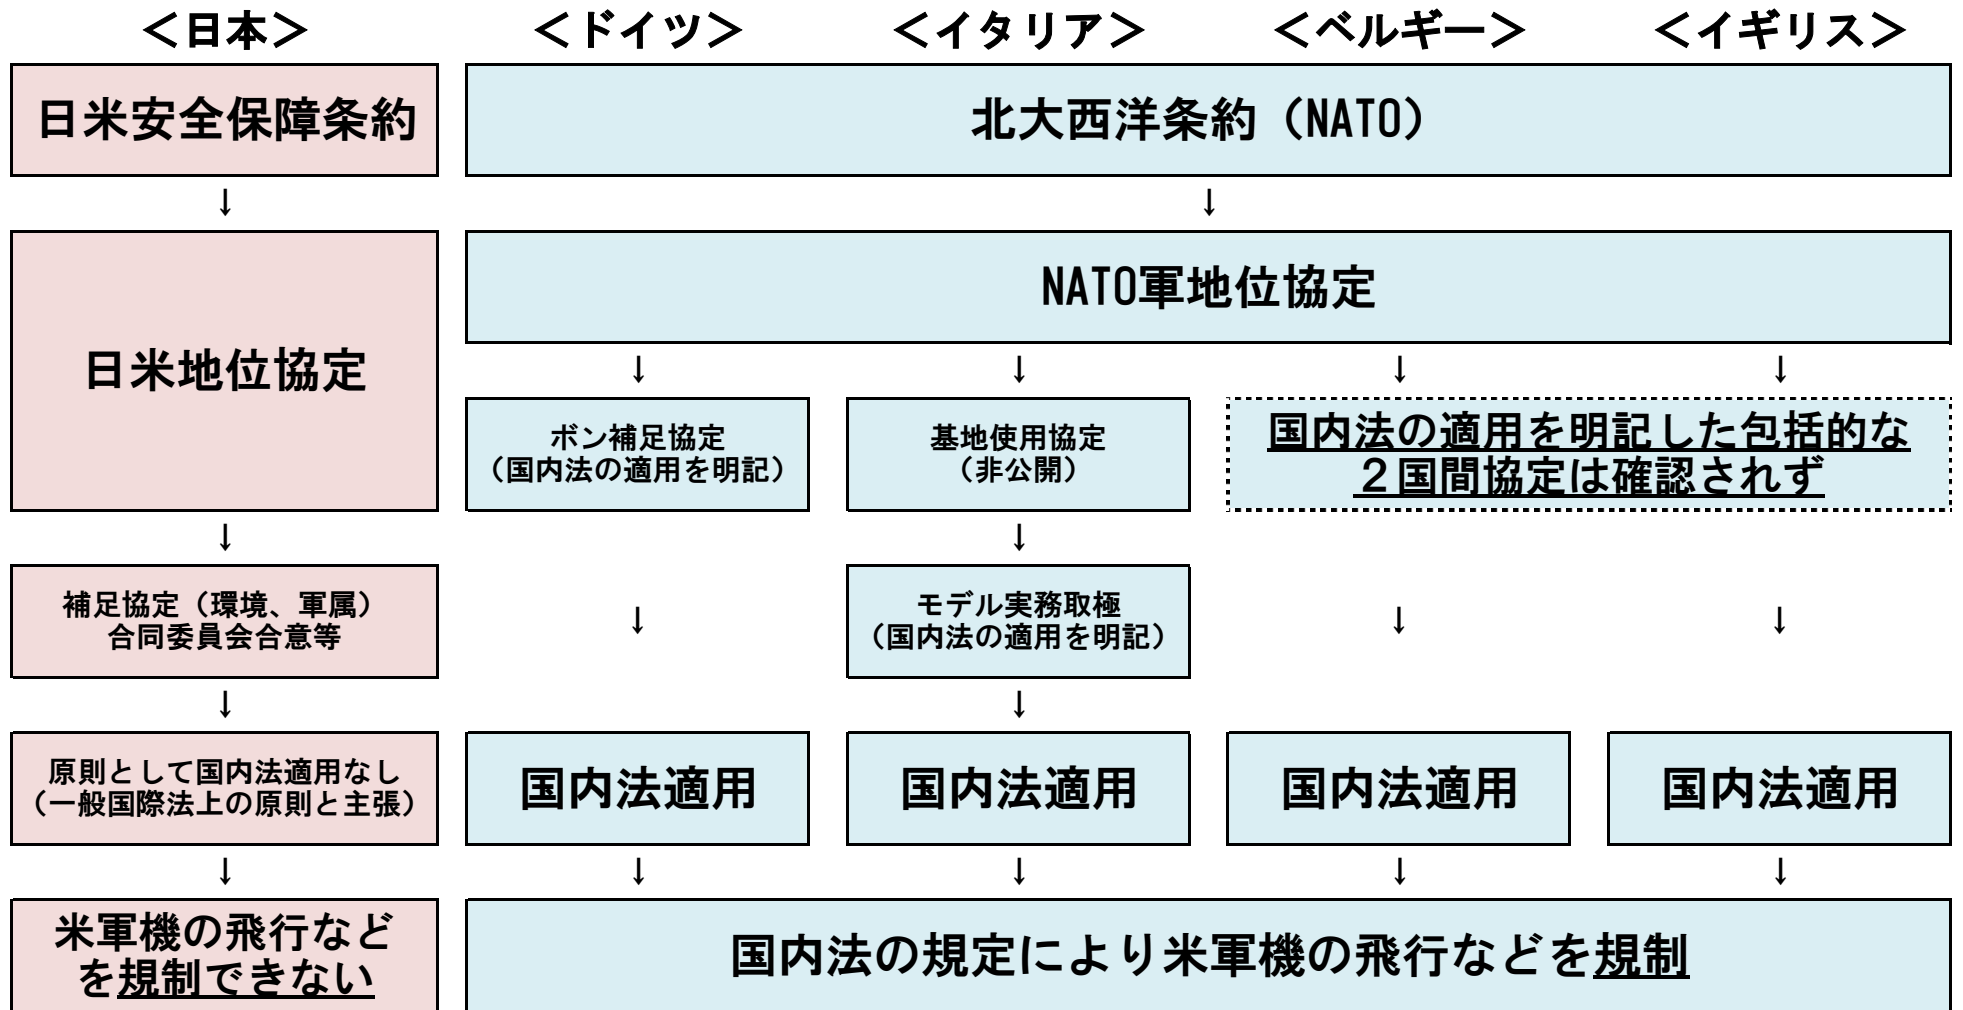 <日本>
<ドイツ>
<イタリア>
<ベルギー>
<イギリス>
日米安全保障条約
北大西洋条約（NATO）
↓
↓
日米地位協定
NATO軍地位協定
↓
↓
↓
↓
ボン補足協定
（国内法の適用を明記）
基地使用協定
（非公開）
国内法の適用を明記した包括的な
２国間協定は確認されず
↓
↓
補足協定（環境、軍属）
合同委員会合意等
↓
モデル実務取極
（国内法の適用を明記）
↓
↓
↓
↓
原則として国内法適用なし
（一般国際法上の原則と主張）
国内法適用
国内法適用
国内法適用
国内法適用
↓
↓
↓
↓
↓
米軍機の飛行など
を規制できない
国内法の規定により米軍機の飛行などを規制